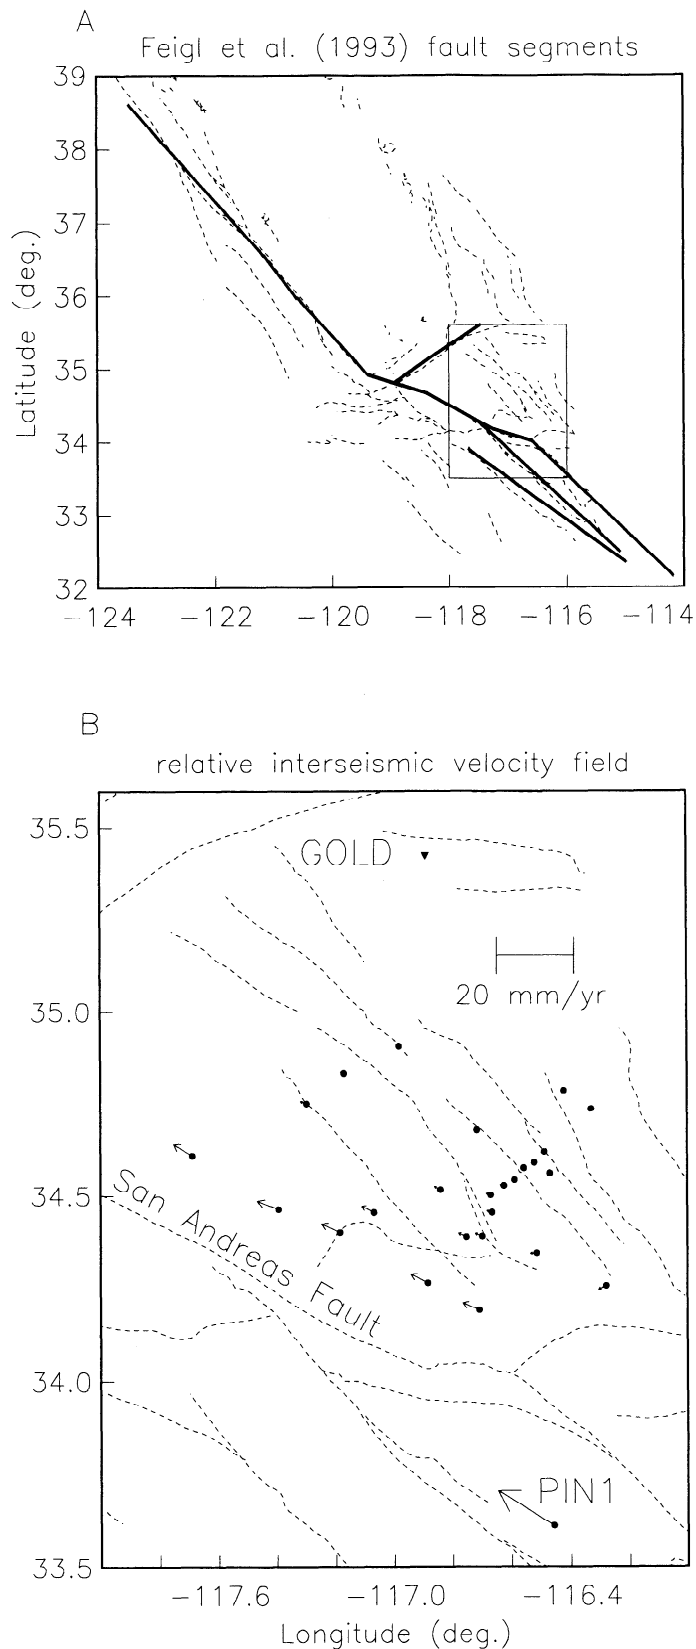 A
Feigl et al. (1993) fault segments
39
38
37
36
35
34
33
32
Latitude (deg.)
-124 -122 -120 -118 -116 -114
B
relative interseismic velocity field
35.5
GOLD
20 mm/yr
35.0
34.5
San Andreas Fault
34.0
PIN1
33.5
-117.6 -117.0 -116.4
Longitude (deg.)